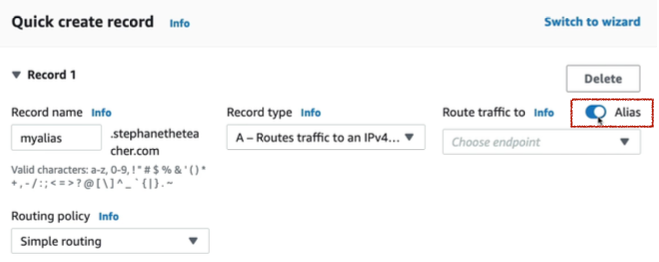 Quick create record Info Switch to wizard
▼ Record 1 Delete
Record name Info Record type Info Route traffic to Info Alias
myalias .stephanethetea
cher.com A – Routes traffic to an IPv4... Choose endpoint
Valid characters: a-z, 0-9, ! " # $ % & ' ( ) *
+ , - / : ; < = > ? @ [ \ ] ^ _ ` { | } . ~
Routing policy Info
Simple routing